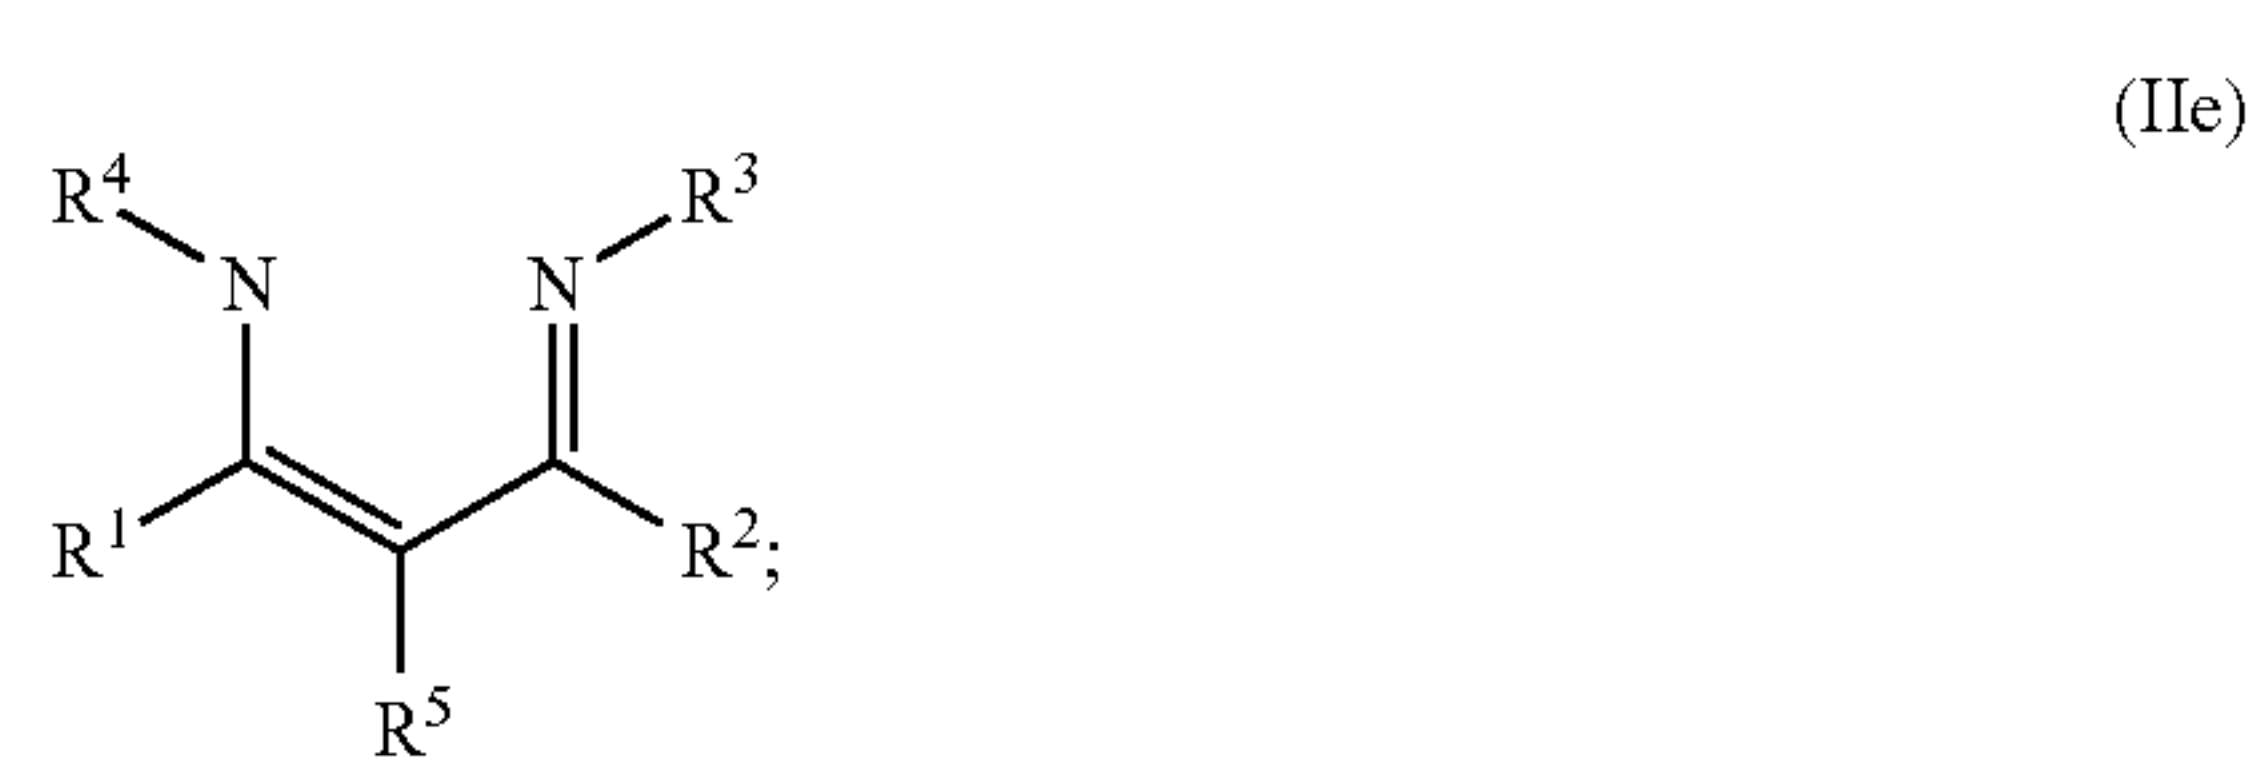 (IIe)
R⁴ R³
N N
R¹ R²;
R⁵